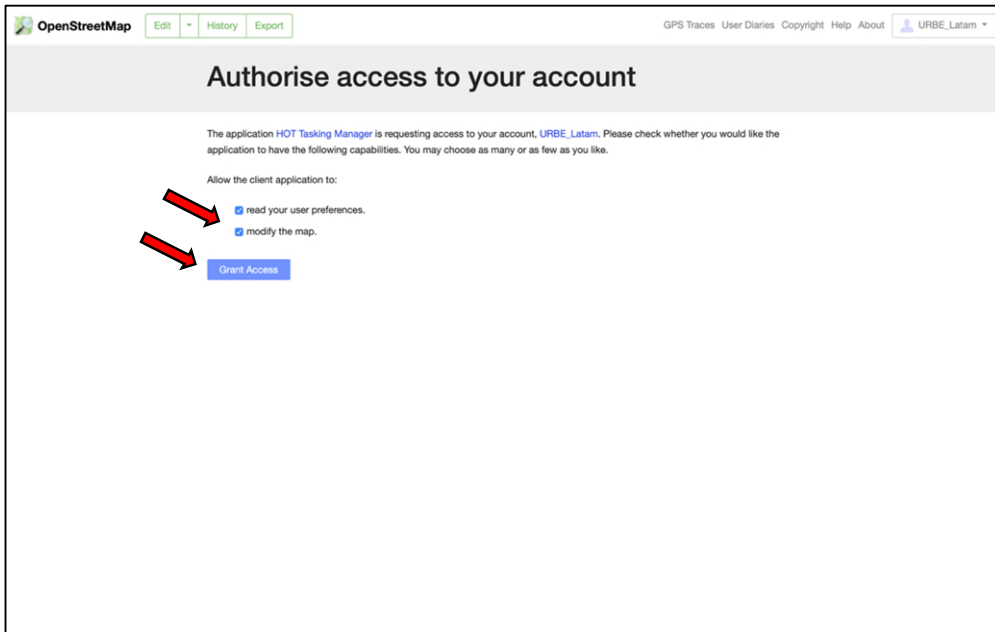 OpenStreetMap Edit History Export GPS Traces User Diaries Copyright Help About URBE_Latam
Authorise access to your account
The application HOT Tasking Manager is requesting access to your account, URBE_Latam. Please check whether you would like the
application to have the following capabilities. You may choose as many or as few as you like.
Allow the client application to:
read your user preferences.
modify the map.
Grant Access